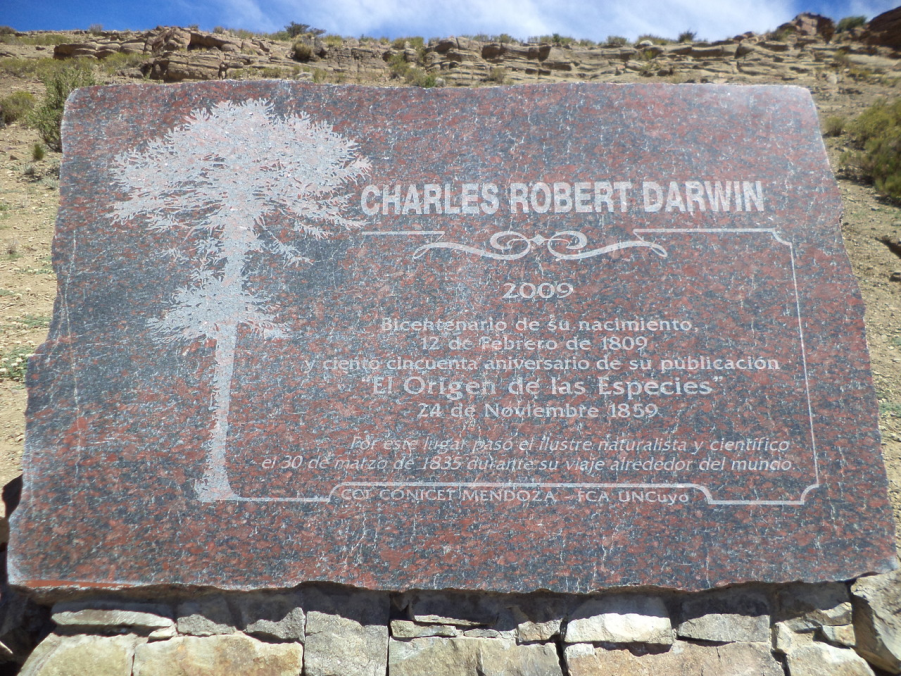 CHARLES ROBERT DARWIN
2009
Bicentenario de su nacimiento.
12 de Febrero de 1809
y ciento cincuenta aniversario de su publicación
"El Origen de las Especies"
24 de Noviembre 1859.
Por este lugar pasó el ilustre naturalista y científico
el 30 de marzo de 1835 durante su viaje alrededor del mundo
CCT CONICET MENDOZA - FCA UNCuyo